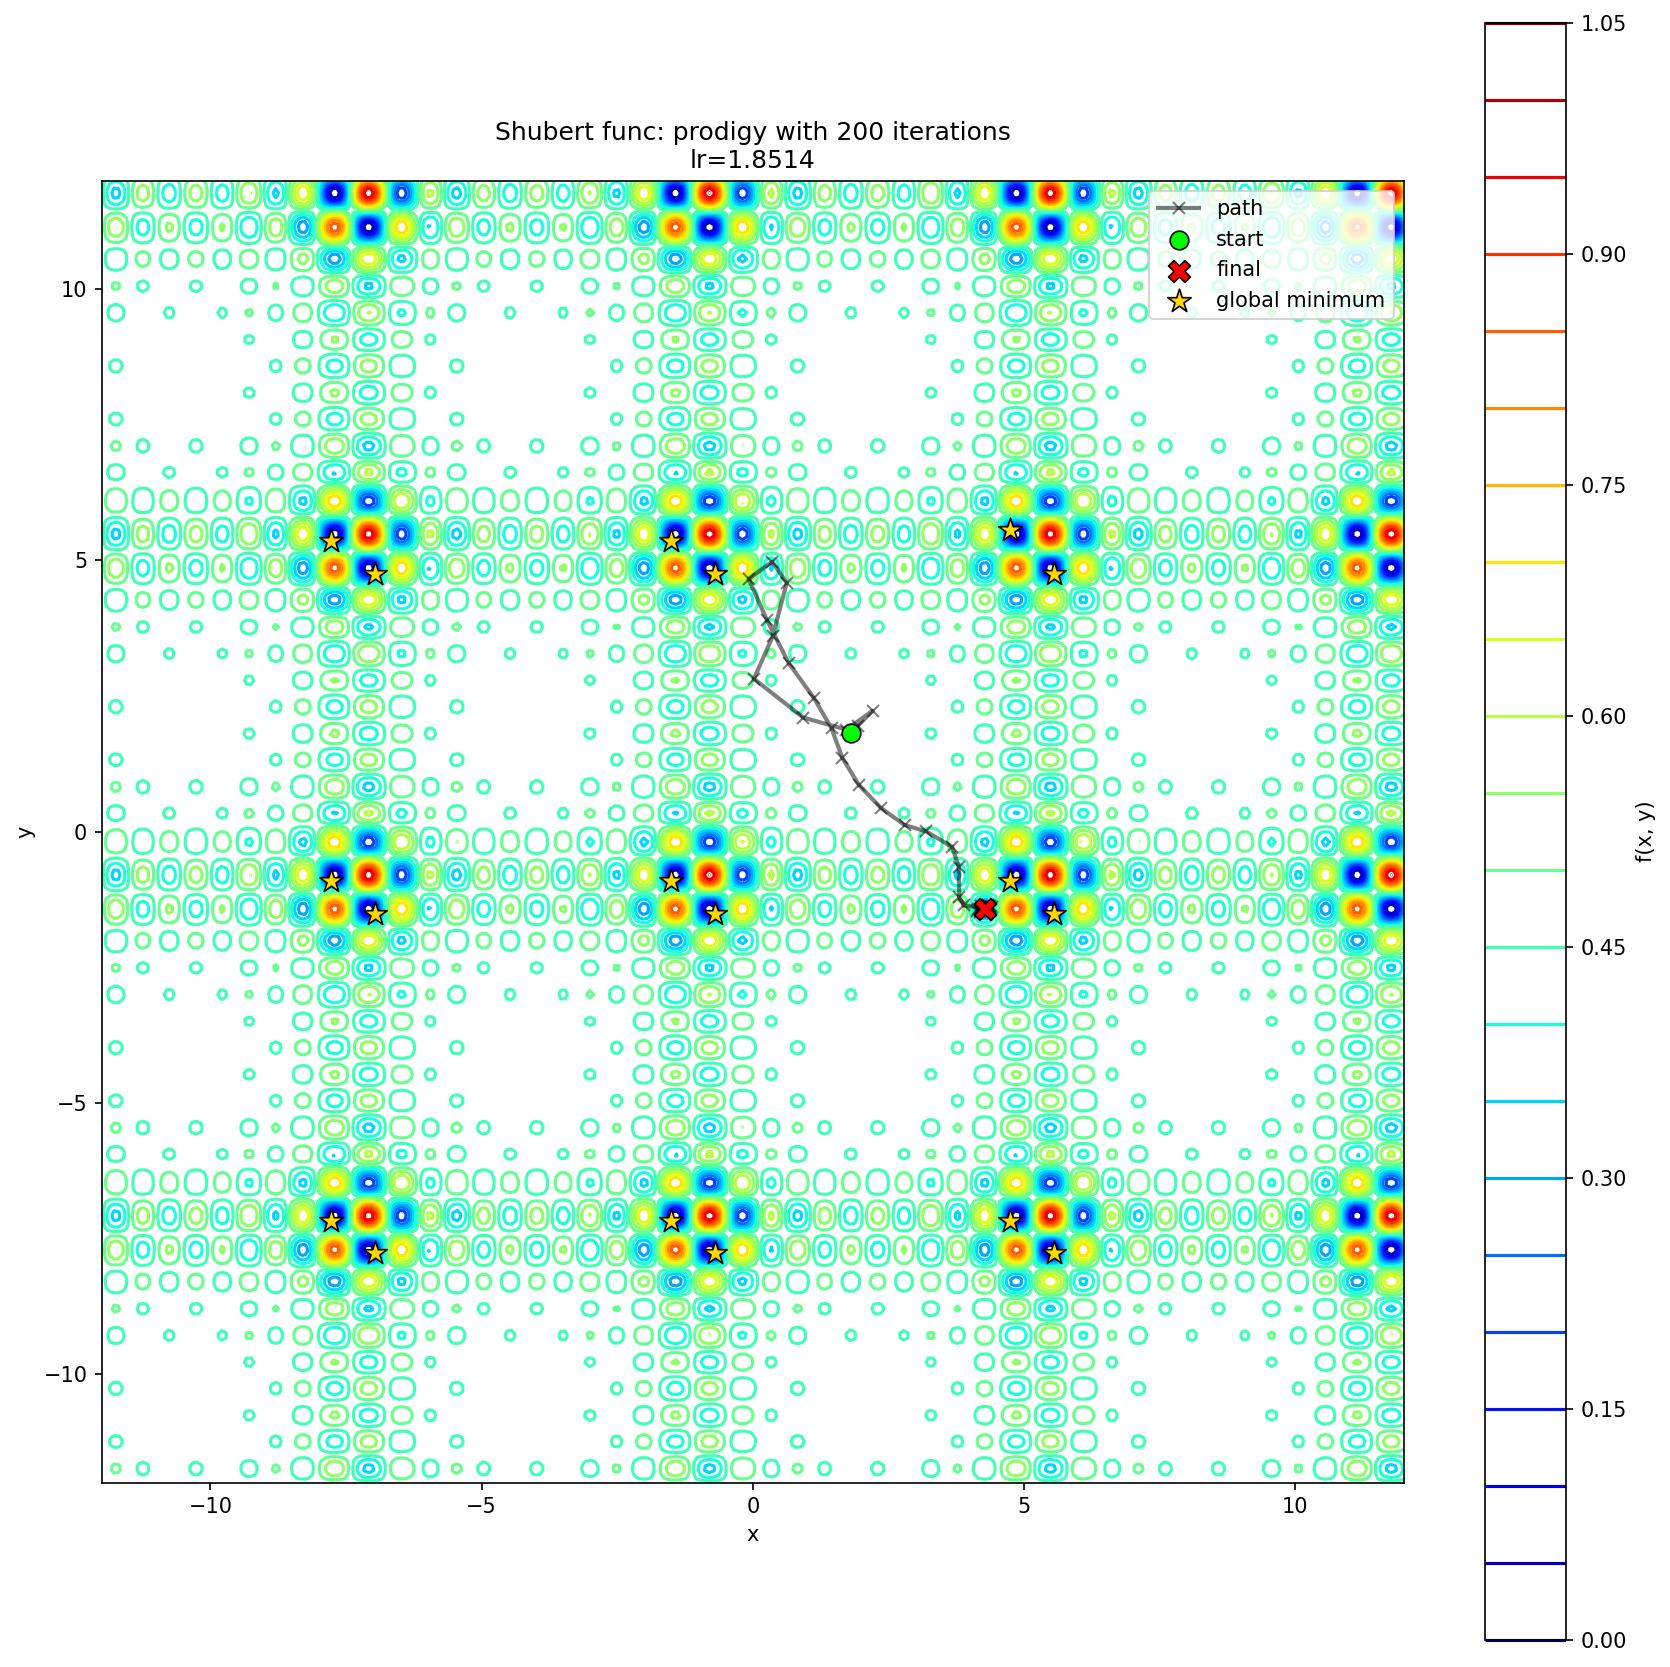 Shubert func: prodigy with 200 iterations
lr=1.8514
path
start
final
global minimum
10
5
0
−5
−10
y
−10
−5
0
5
10
x
1.05
0.90
0.75
0.60
0.45
0.30
0.15
0.00
f(x, y)